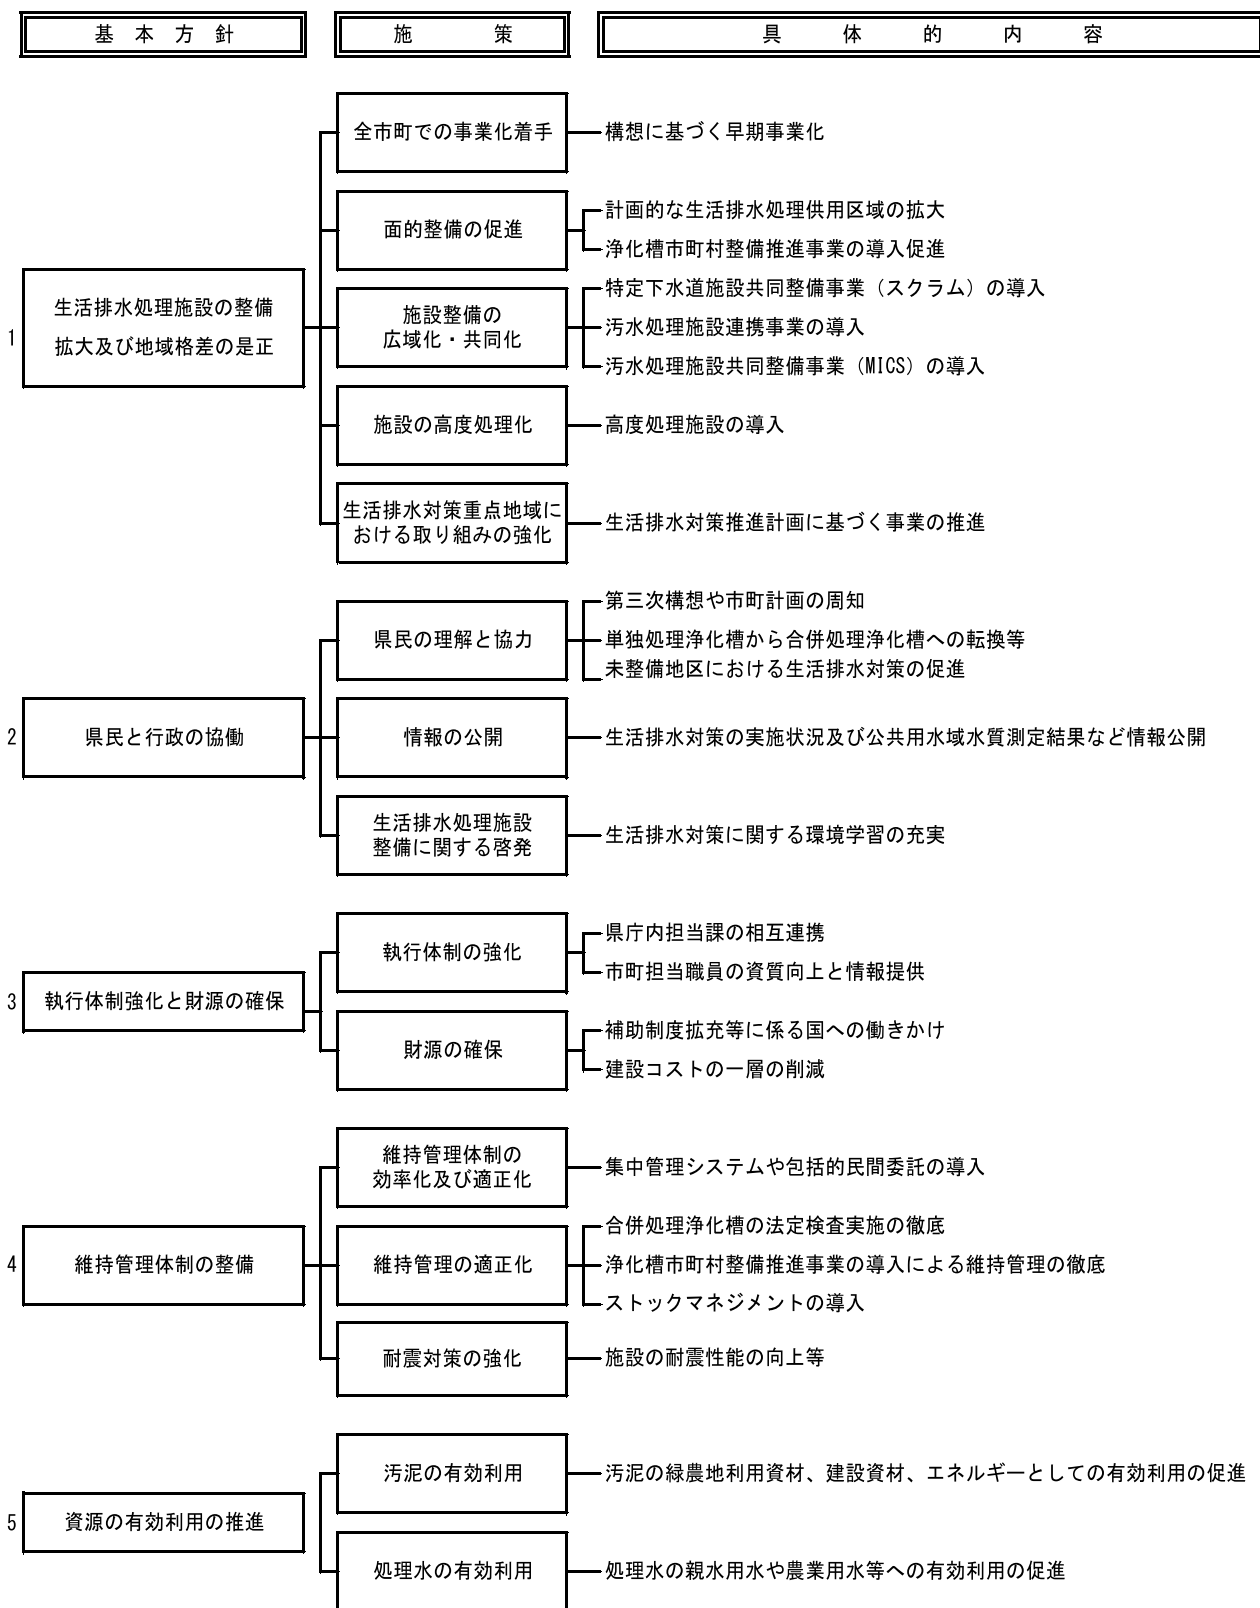 基本方針
施策
具体的内容
全市町での事業化着手
構想に基づく早期事業化
面的整備の促進
計画的な生活排水処理供用区域の拡大
浄化槽市町村整備推進事業の導入促進
1
生活排水処理施設の整備
拡大及び地域格差の是正
施設整備の
広域化・共同化
特定下水道施設共同整備事業（スクラム）の導入
汚水処理施設連携事業の導入
汚水処理施設共同整備事業（MICS）の導入
施設の高度処理化
高度処理施設の導入
生活排水対策重点地域に
おける取り組みの強化
生活排水対策推進計画に基づく事業の推進
県民の理解と協力
第三次構想や市町計画の周知
単独処理浄化槽から合併処理浄化槽への転換等
未整備地区における生活排水対策の促進
2
県民と行政の協働
情報の公開
生活排水対策の実施状況及び公共用水域水質測定結果など情報公開
生活排水処理施設
整備に関する啓発
生活排水対策に関する環境学習の充実
3
執行体制強化と財源の確保
執行体制の強化
県庁内担当課の相互連携
市町担当職員の資質向上と情報提供
財源の確保
補助制度拡充等に係る国への働きかけ
建設コストの一層の削減
維持管理体制の
効率化及び適正化
集中管理システムや包括的民間委託の導入
4
維持管理体制の整備
維持管理の適正化
合併処理浄化槽の法定検査実施の徹底
浄化槽市町村整備推進事業の導入による維持管理の徹底
ストックマネジメントの導入
耐震対策の強化
施設の耐震性能の向上等
5
資源の有効利用の推進
汚泥の有効利用
汚泥の緑農地利用資材、建設資材、エネルギーとしての有効利用の促進
処理水の有効利用
処理水の親水用水や農業用水等への有効利用の促進